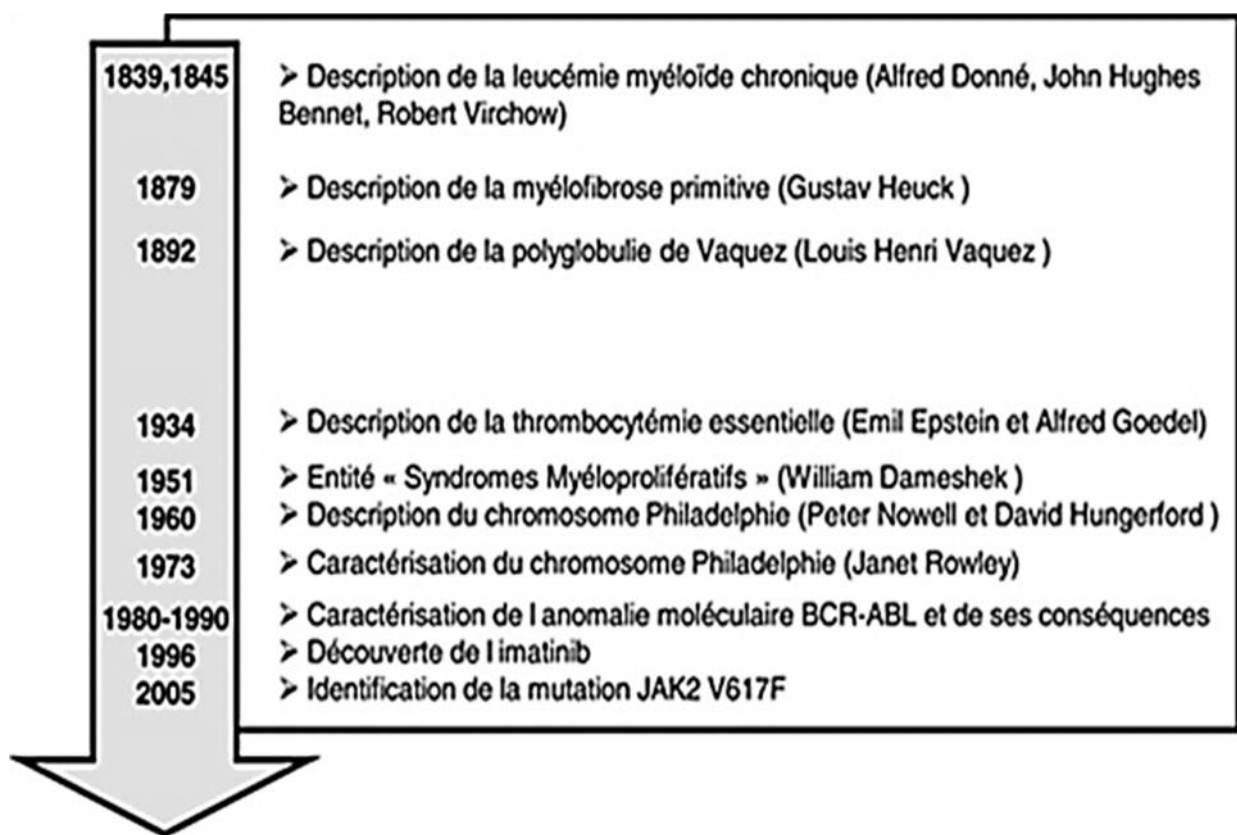 1839,1845 ➤ Description de la leucémie myéloïde chronique (Alfred Donné, John Hughes
Bennet, Robert Virchow)
1879 ➤ Description de la myélofibrose primitive (Gustav Heuck )
1892 ➤ Description de la polyglobulie de Vaquez (Louis Henri Vaquez )
1934 ➤ Description de la thrombocytémie essentielle (Emil Epstein et Alfred Goedel)
1951 ➤ Entité « Syndromes Myéloprolifératifs » (William Dameshek )
1960 ➤ Description du chromosome Philadelphie (Peter Nowell et David Hungerford )
1973 ➤ Caractérisation du chromosome Philadelphie (Janet Rowley)
1980-1990 ➤ Caractérisation de l anomalie moléculaire BCR-ABL et de ses conséquences
1996 ➤ Découverte de l imatinib
2005 ➤ Identification de la mutation JAK2 V617F